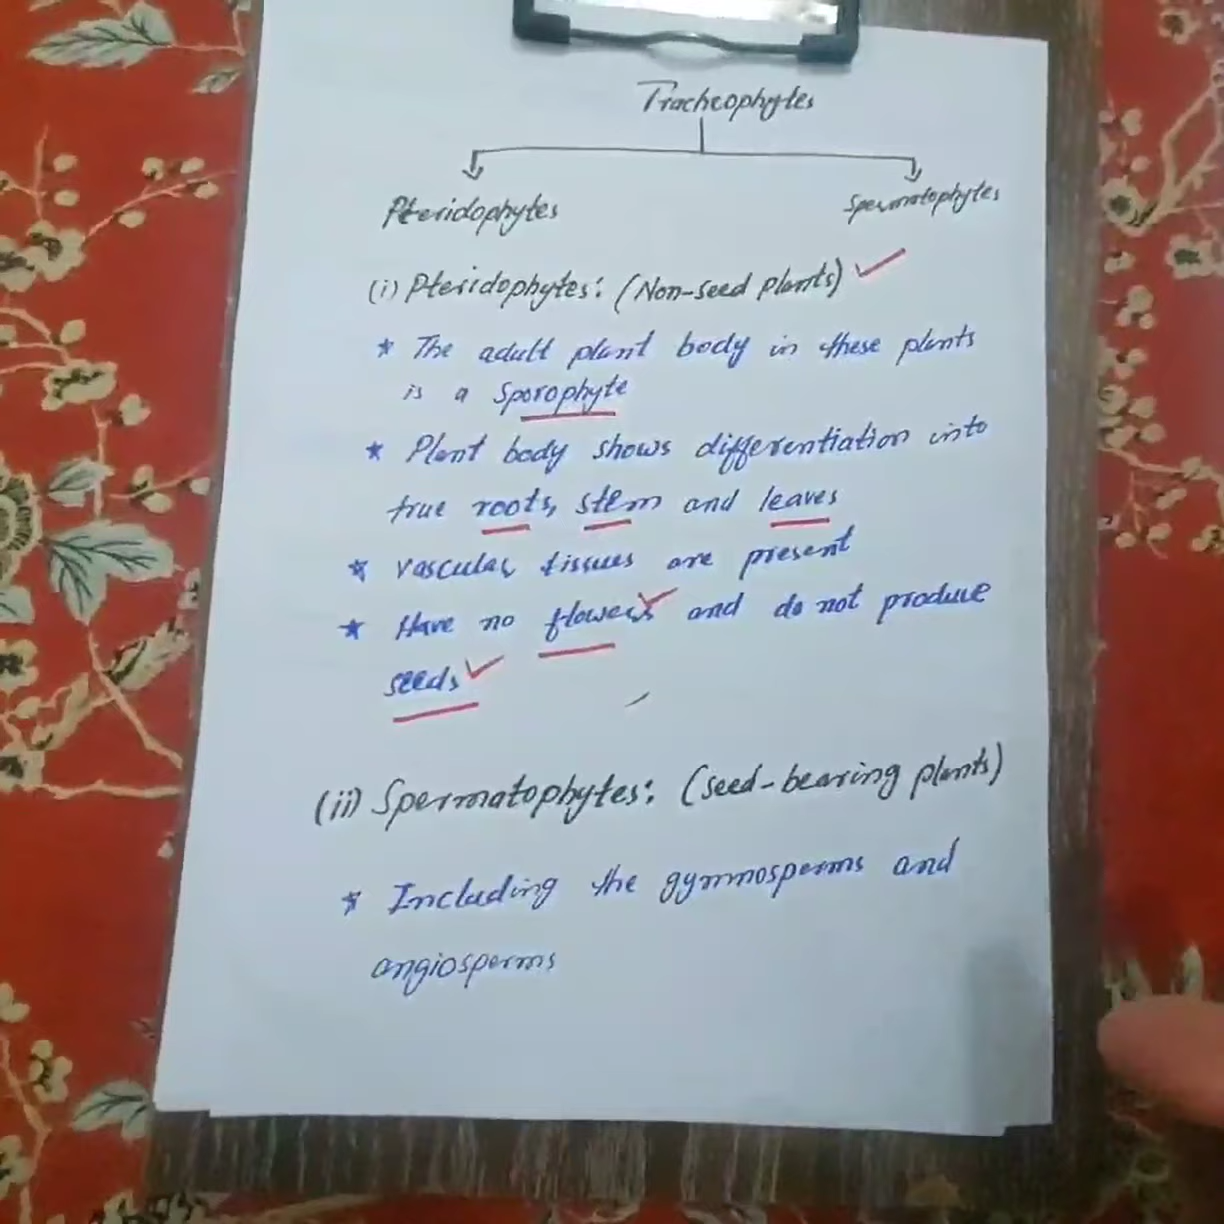 Tracheophytes
Pteridophytes
Spermatophytes
(i) Pteridophytes: (Non-seed plants)
* The adult plant body in these plants
is a sporophyte
* Plant body shows differentiation into
true roots, stem and leaves
* vascular tissues are present
* Have no flowers and do not produce
seeds
(ii) Spermatophytes: (seed-bearing plants)
* Including the gymnosperms and
angiosperms